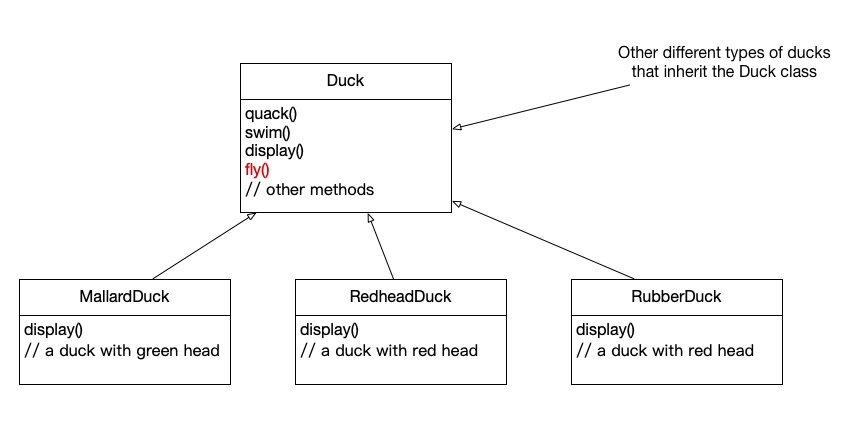 Other different types of ducks
that inherit the Duck class
Duck
quack()
swim()
display()
fly()
// other methods
MallardDuck
display()
// a duck with green head
RedheadDuck
display()
// a duck with red head
RubberDuck
display()
// a duck with red head